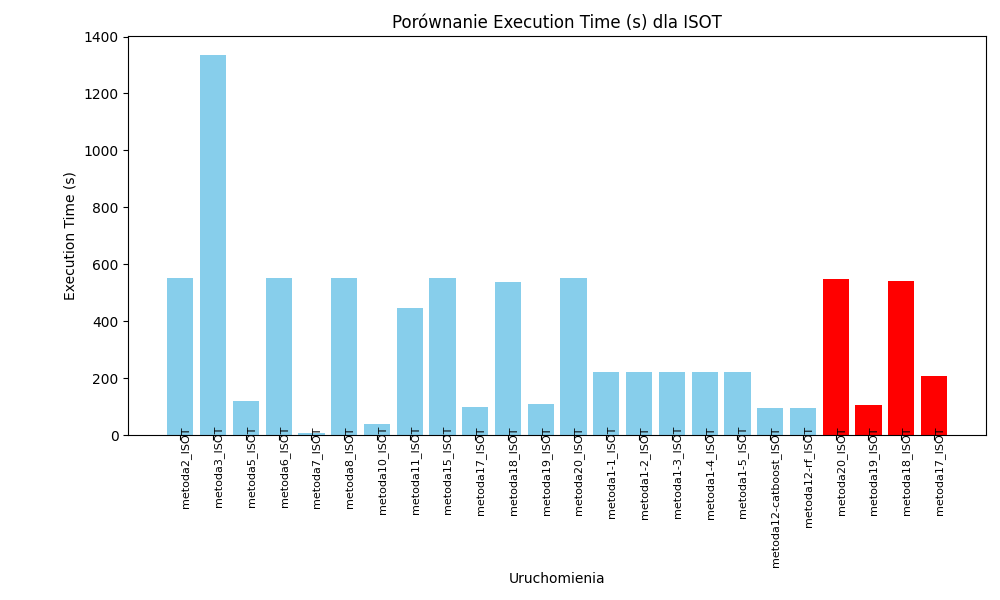 Porównanie Execution Time (s) dla ISOT
Execution Time (s)
1400
1200
1000
800
600
400
200
0
metoda2_ISOT
metoda3_ISOT
metoda5_ISOT
metoda6_ISOT
metoda7_ISOT
metoda8_ISOT
metoda10_ISOT
metoda11_ISOT
metoda15_ISOT
metoda17_ISOT
metoda18_ISOT
metoda19_ISOT
metoda20_ISOT
metoda1-1_ISOT
metoda1-2_ISOT
metoda1-3_ISOT
metoda1-4_ISOT
metoda1-5_ISOT
metoda12-catboost_ISOT
metoda12-rf_ISOT
metoda20_ISOT
metoda19_ISOT
metoda18_ISOT
metoda17_ISOT
Uruchomienia